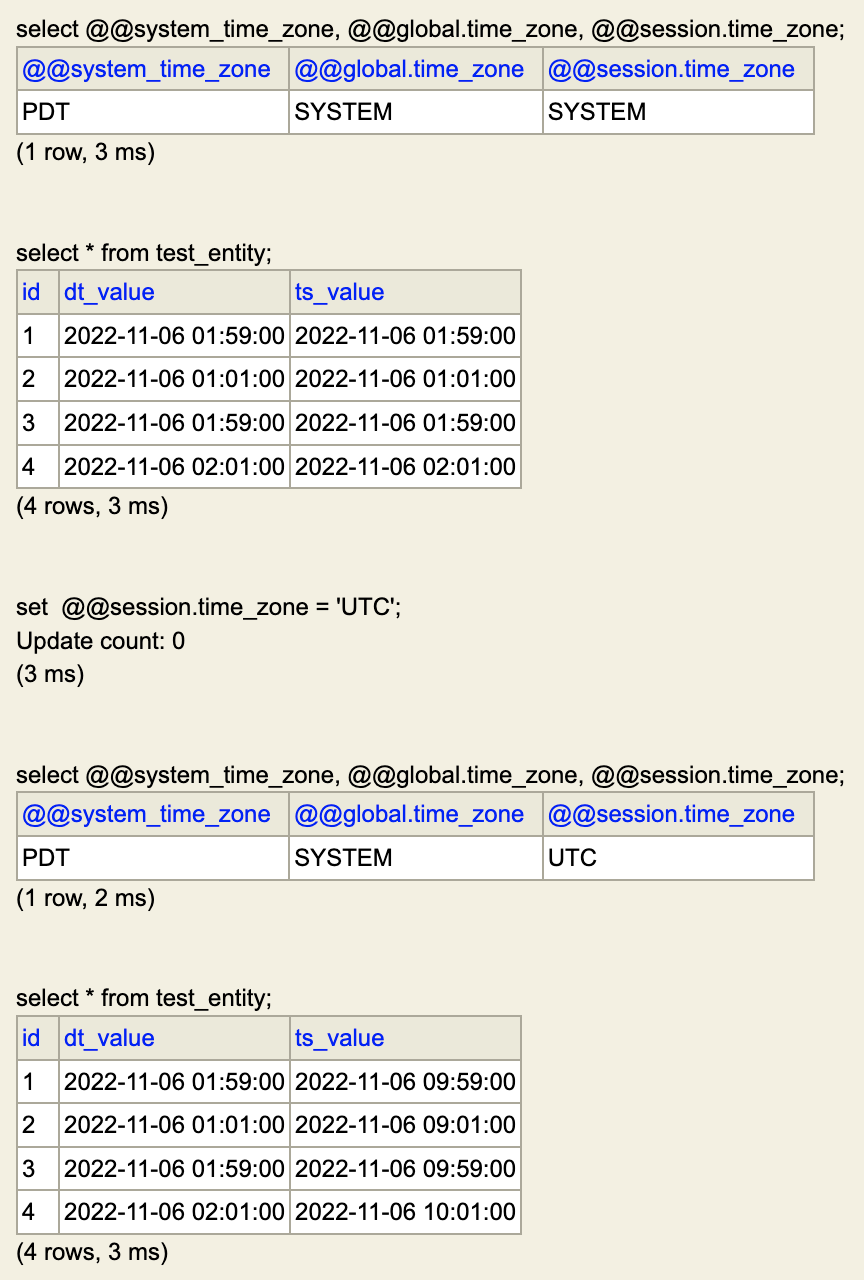 select @@system_time_zone, @@global.time_zone, @@session.time_zone;
@@system_time_zone @@global.time_zone @@session.time_zone
PDT SYSTEM SYSTEM
(1 row, 3 ms)
select * from test_entity;
id dt_value ts_value
1 2022-11-06 01:59:00 2022-11-06 01:59:00
2 2022-11-06 01:01:00 2022-11-06 01:01:00
3 2022-11-06 01:59:00 2022-11-06 01:59:00
4 2022-11-06 02:01:00 2022-11-06 02:01:00
(4 rows, 3 ms)
set  @@session.time_zone = 'UTC';
Update count: 0
(3 ms)
select @@system_time_zone, @@global.time_zone, @@session.time_zone;
@@system_time_zone @@global.time_zone @@session.time_zone
PDT SYSTEM UTC
(1 row, 2 ms)
select * from test_entity;
id dt_value ts_value
1 2022-11-06 01:59:00 2022-11-06 09:59:00
2 2022-11-06 01:01:00 2022-11-06 09:01:00
3 2022-11-06 01:59:00 2022-11-06 09:59:00
4 2022-11-06 02:01:00 2022-11-06 10:01:00
(4 rows, 3 ms)